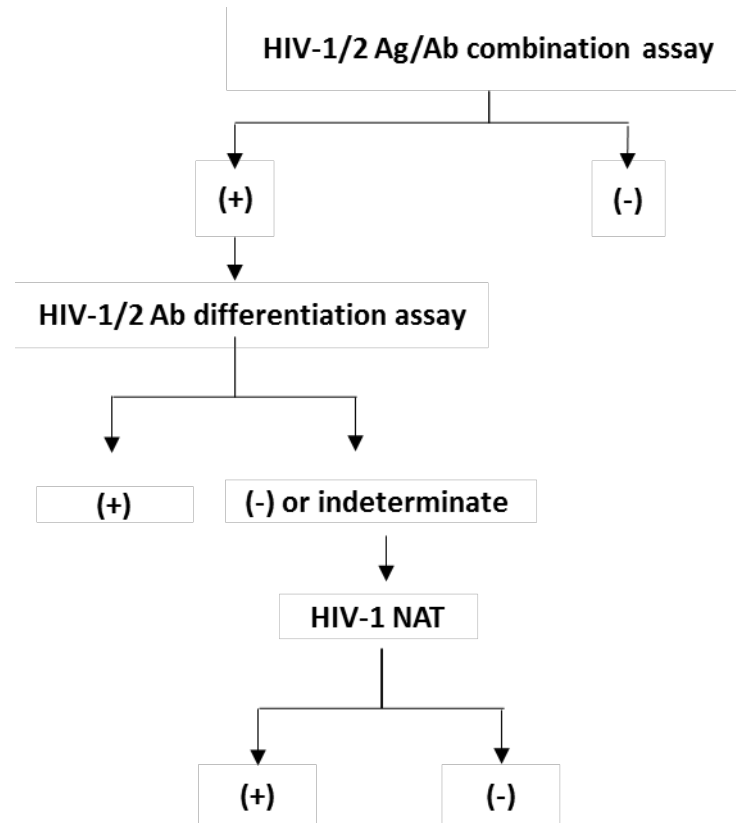 HIV-1/2 Ag/Ab combination assay
(+)
(-)
HIV-1/2 Ab differentiation assay
(+)
(-) or indeterminate
HIV-1 NAT
(+)
(-)